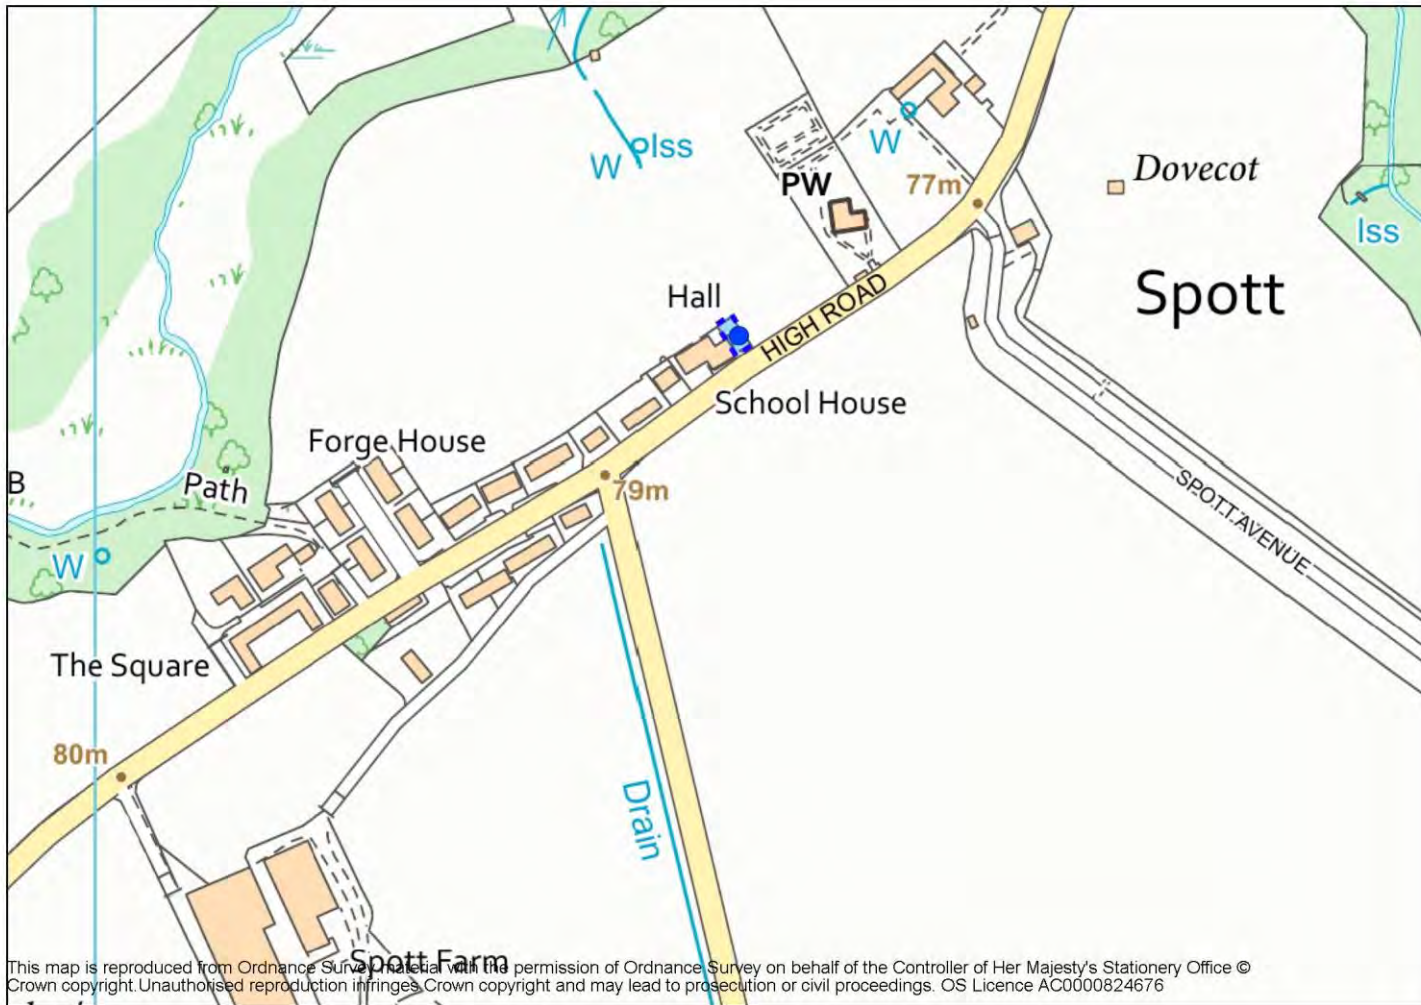 W
Iss
PW
W
77m
Dovecot
Iss
Spott
Hall
HIGH ROAD
School House
Forge House
B
Path
79m
SPOTT AVENUE
W
The Square
80m
Drain
Spott Farm
This map is reproduced from Ordnance Survey material with the permission of Ordnance Survey on behalf of the Controller of Her Majesty's Stationery Office ©
Crown copyright.Unauthorised reproduction infringes Crown copyright and may lead to prosecution or civil proceedings. OS Licence AC0000824676